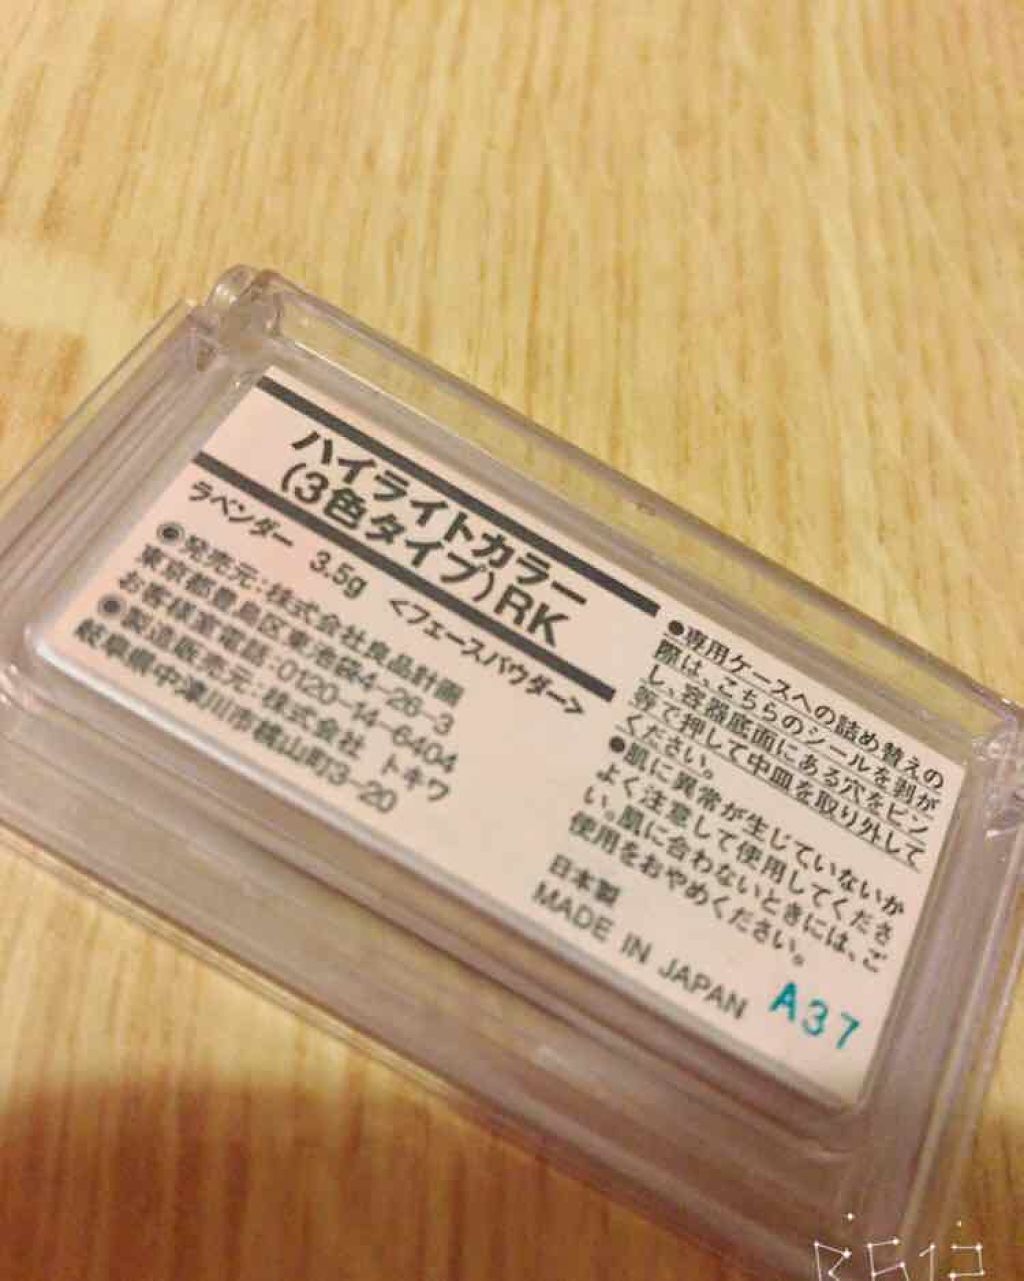 ハイライトカラー
(3色タイプ)RK
ラベンダー 3.5g <フェースパウダー>
●発売元:株式会社良品計画
東京都豊島区東池袋4-26-3
お客様室電話:0120-14-6404
●製造販売元:株式会社 トキワ
岐阜県中津川市桃山町3-20
●専用ケースへの詰め替えの
際は、こちらのシールを剥が
し、容器底面にある穴をピン
等で押して中皿を取り外して
ください。
●肌に異常が生じていないか
よく注意して使用してくださ
い。肌に合わないときには、ご
使用をおやめください。
日本製
MADE IN JAPAN
A37